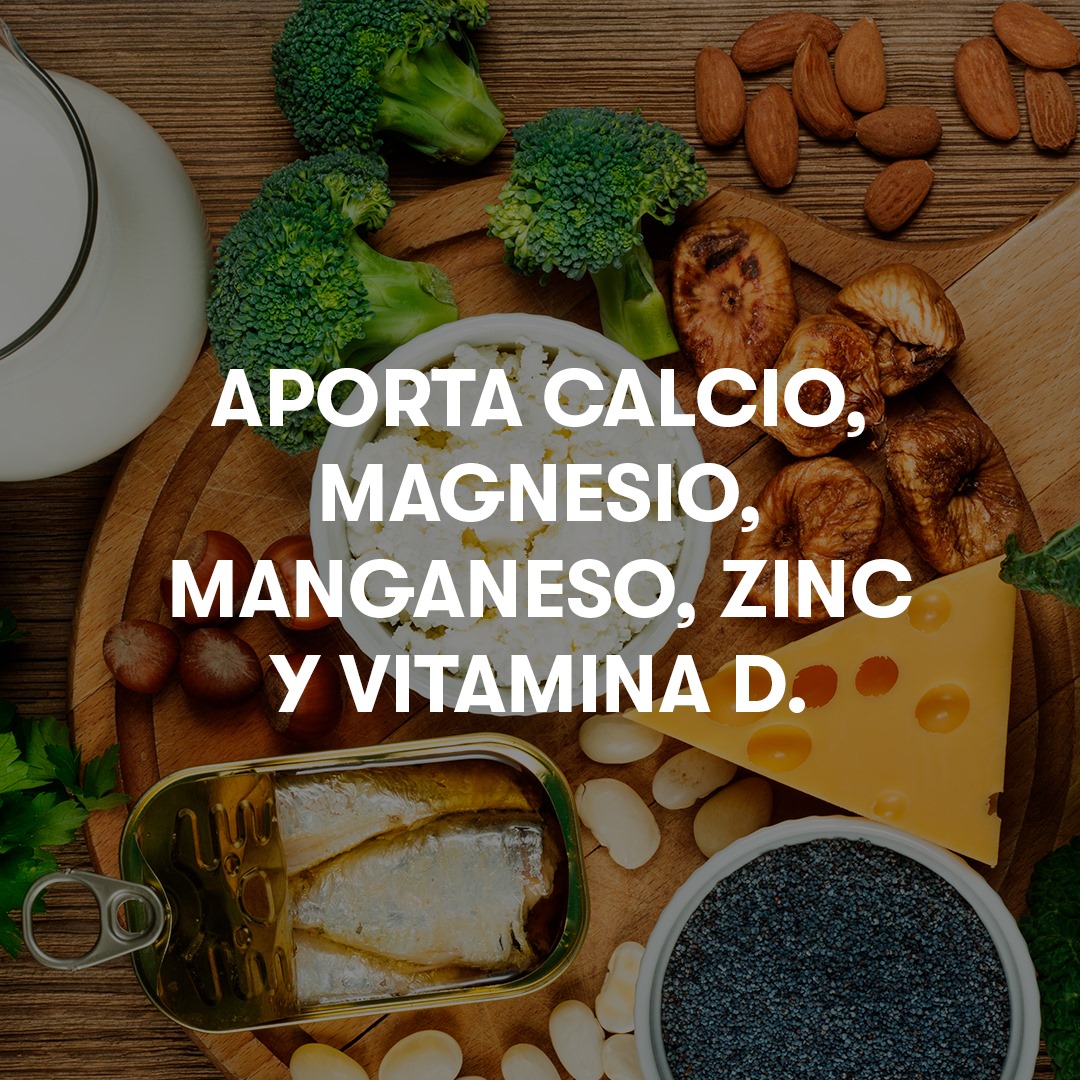 APORTA CALCIO,
MAGNESIO,
MANGANESO, ZINC
Y VITAMINA D.